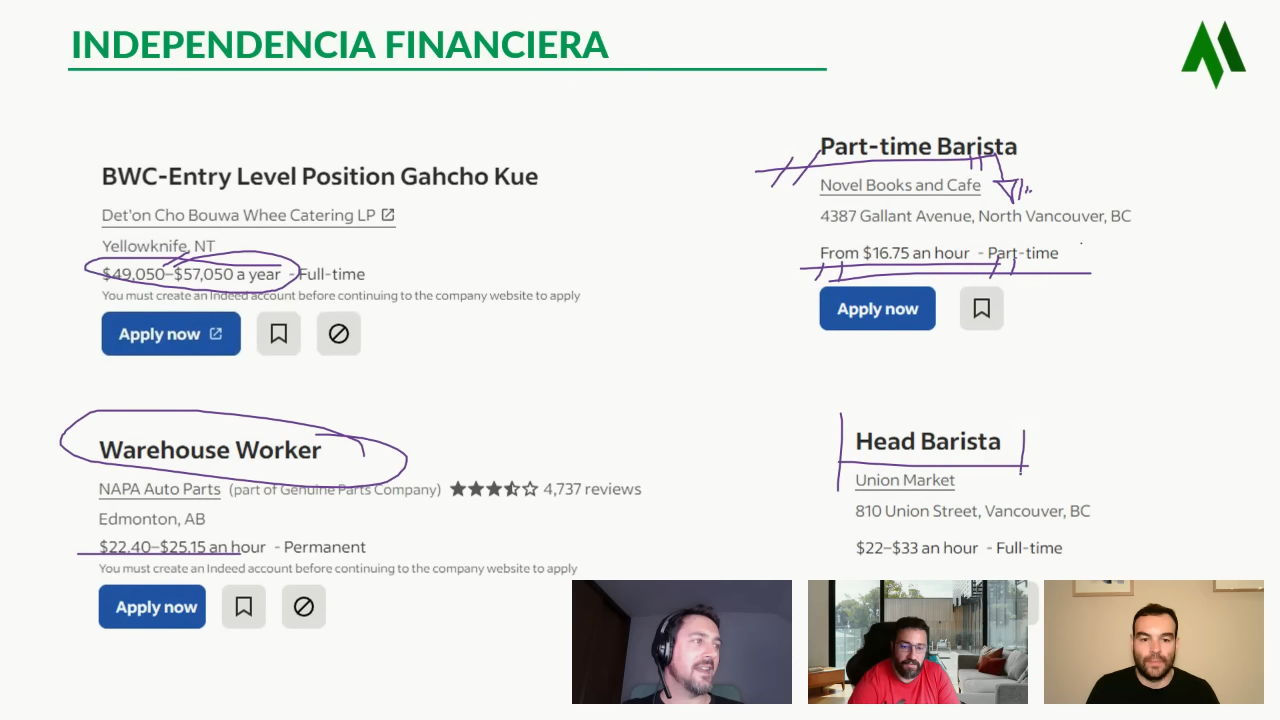 INDEPENDENCIA FINANCIERA
BWC-Entry Level Position Gahcho Kue
Det'on Cho Bouwa Whee Catering LP
Yellowknife, NT
$49,050–$57,050 a year - Full-time
You must create an Indeed account before continuing to the company website to apply
Apply now
Part-time Barista
Novel Books and Cafe
4387 Gallant Avenue, North Vancouver, BC
From $16.75 an hour - Part-time
Apply now
Warehouse Worker
NAPA Auto Parts (part of Genuine Parts Company) 4,737 reviews
Edmonton, AB
$22.40–$25.15 an hour - Permanent
You must create an Indeed account before continuing to the company website to apply
Apply now
Head Barista
Union Market
810 Union Street, Vancouver, BC
$22–$33 an hour - Full-time